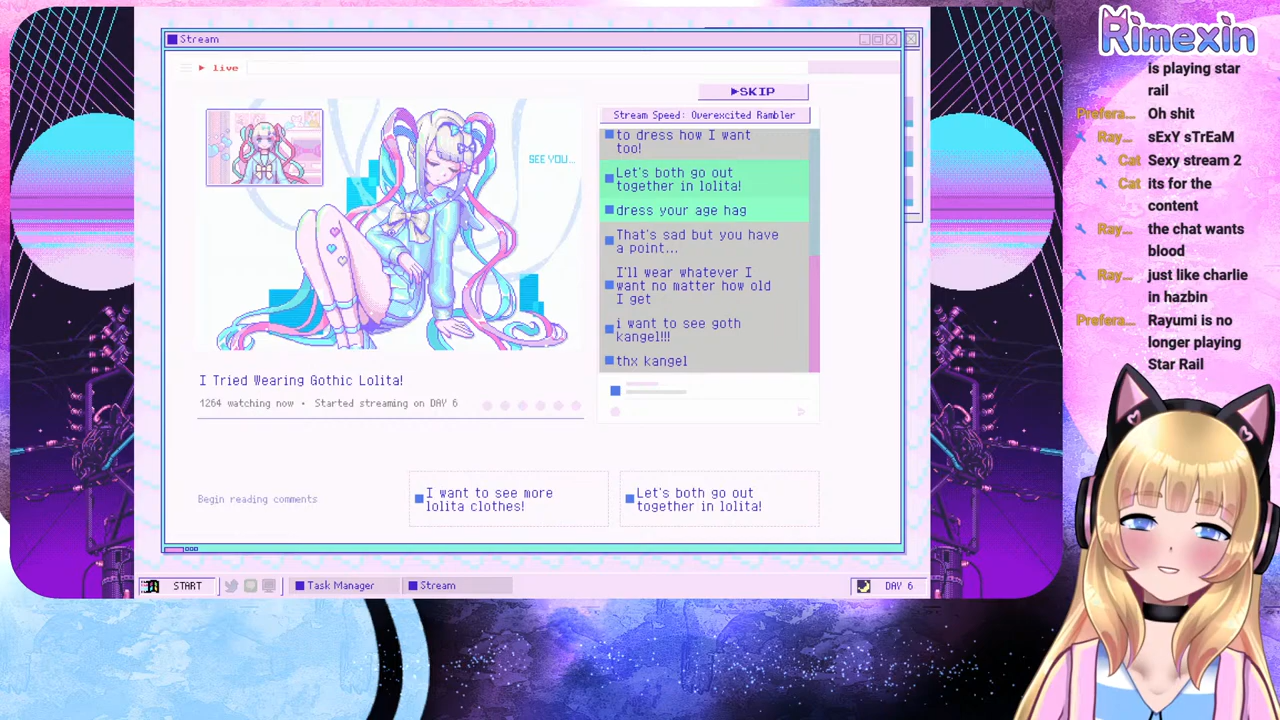 Stream
live
SKIP
Stream Speed: Overexcited Rambler
SEE YOU...
to dress how I want
too!
Let's both go out
together in lolita!
dress your age hag
That's sad but you have
a point...
I'll wear whatever I
want no matter how old
I get
i want to see goth
kangel!!!
thx kangel
I Tried Wearing Gothic Lolita!
1264 watching now • Started streaming on DAY 6
Begin reading comments
I want to see more
lolita clothes!
Let's both go out
together in lolita!
START
Task Manager
Stream
DAY 6
Rimexin
is playing star
rail
Prefera... Oh shit
Ray... sExY sTrEaM
Cat Sexy stream 2
Cat its for the
content
Ray... the chat wants
blood
Ray... just like charlie
in hazbin
Prefera... Rayumi is no
longer playing
Star Rail